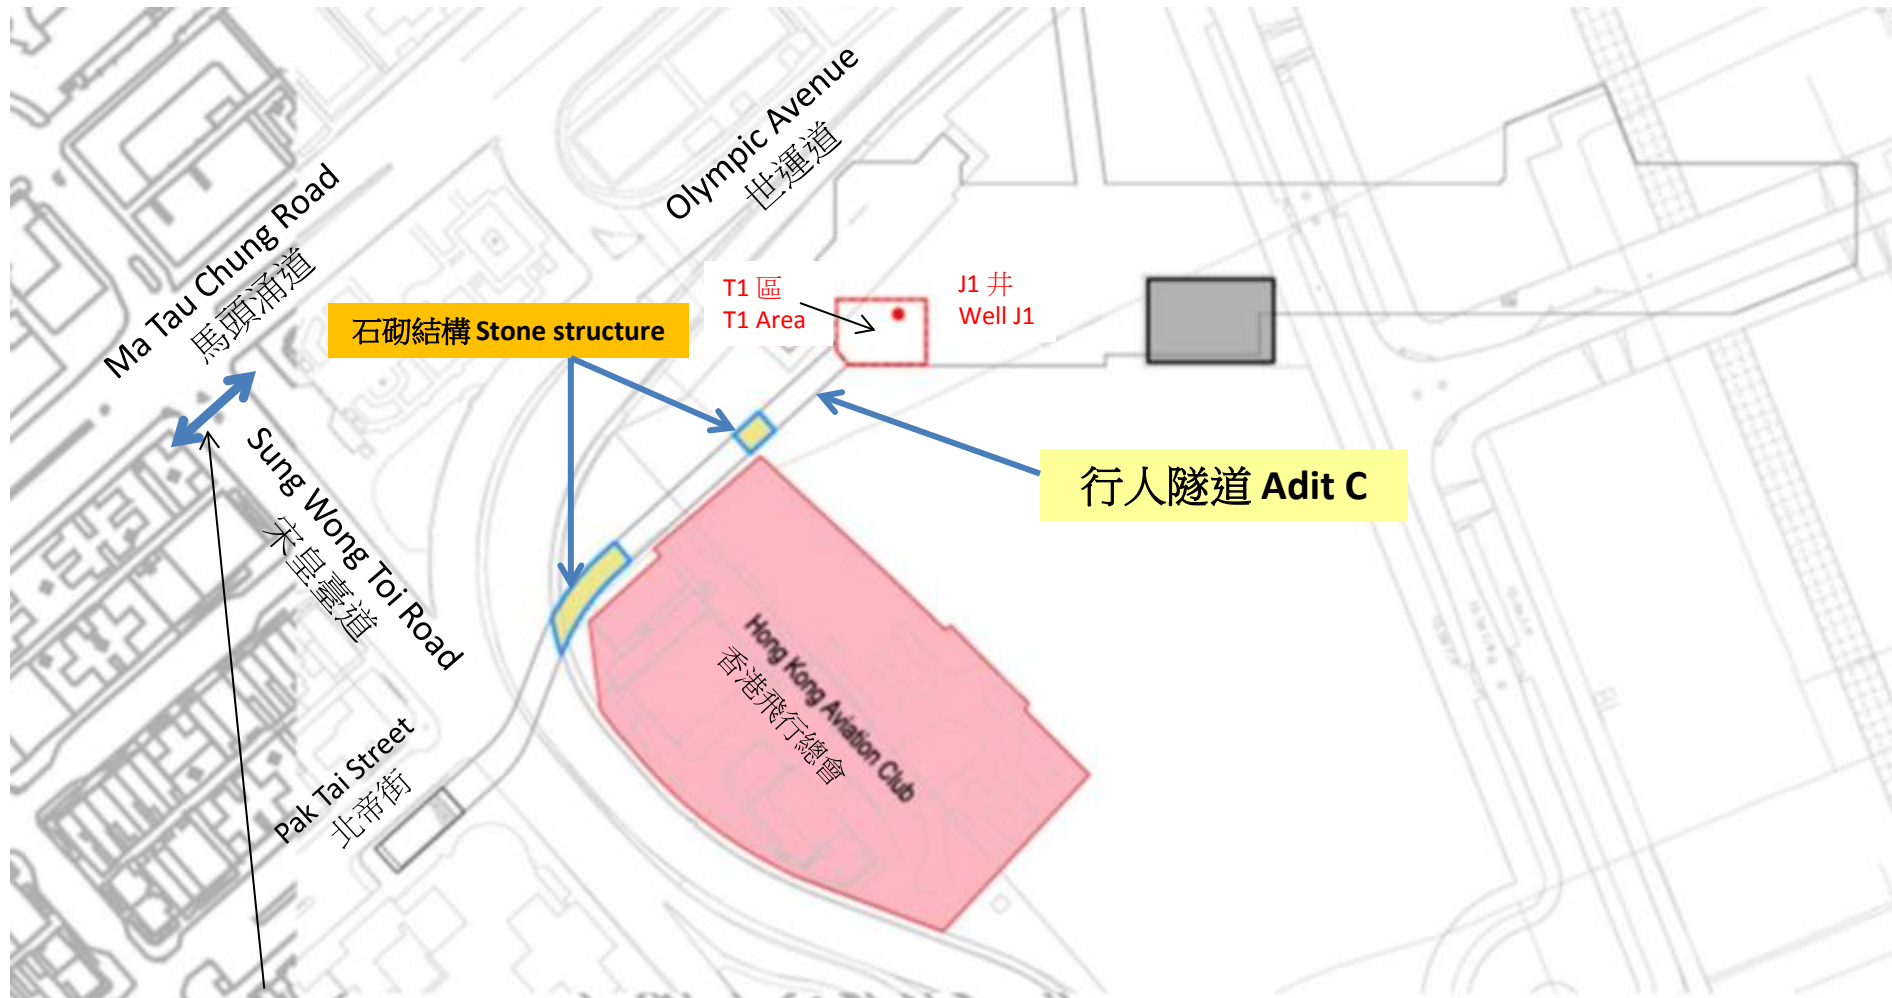 Olympic Avenue
世運道
Ma Tau Chung Road
馬頭涌道
石砌結構 Stone structure
T1 區
T1 Area
J1 井
Well J1
行人隧道 Adit C
Sung Wong Toi Road
宋皇臺道
Hong Kong Aviation Club
香港飛行總會
Pak Tai Street
北帝街